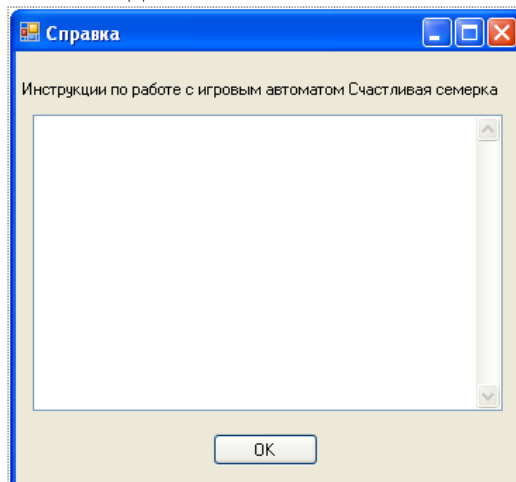 Справка
Инструкции по работе с игровым автоматом Счастливая семерка
OK